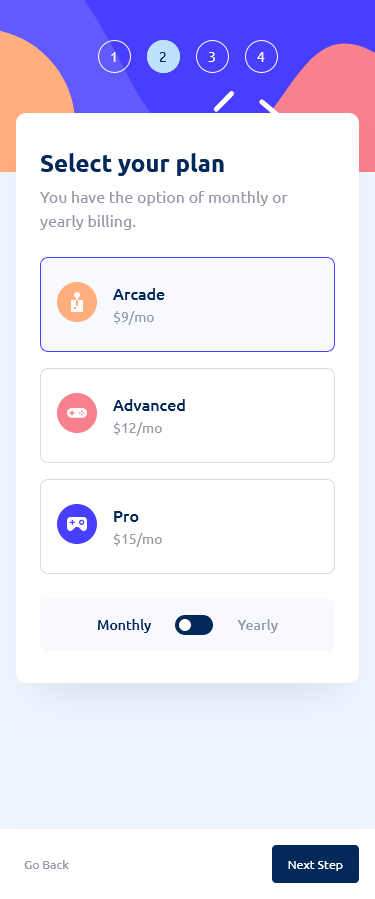 1 2 3 4
Select your plan
You have the option of monthly or
yearly billing.
Arcade
$9/mo
Advanced
$12/mo
Pro
$15/mo
Monthly Yearly
Go Back Next Step